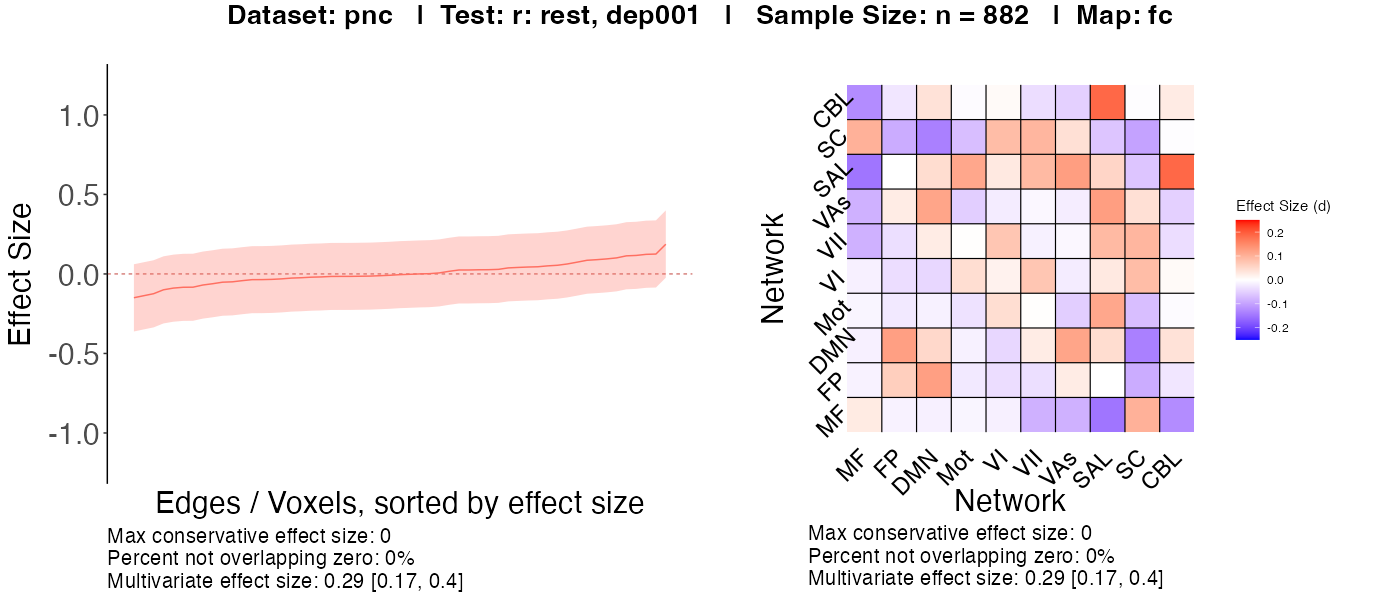 Dataset: pnc | Test: r: rest, dep001 | Sample Size: n = 882 | Map: fc
Effect Size
1.0
0.5
0.0
-0.5
-1.0
Edges / Voxels, sorted by effect size
Max conservative effect size: 0
Percent not overlapping zero: 0%
Multivariate effect size: 0.29 [0.17, 0.4]
Network
CBL
SC
SAL
VAs
VII
VI
Mot
DMN
FP
MF
MF FP DMN Mot VI VII VAs SAL SC CBL
Network
Effect Size (d)
0.2
0.1
0.0
-0.1
-0.2
Max conservative effect size: 0
Percent not overlapping zero: 0%
Multivariate effect size: 0.29 [0.17, 0.4]